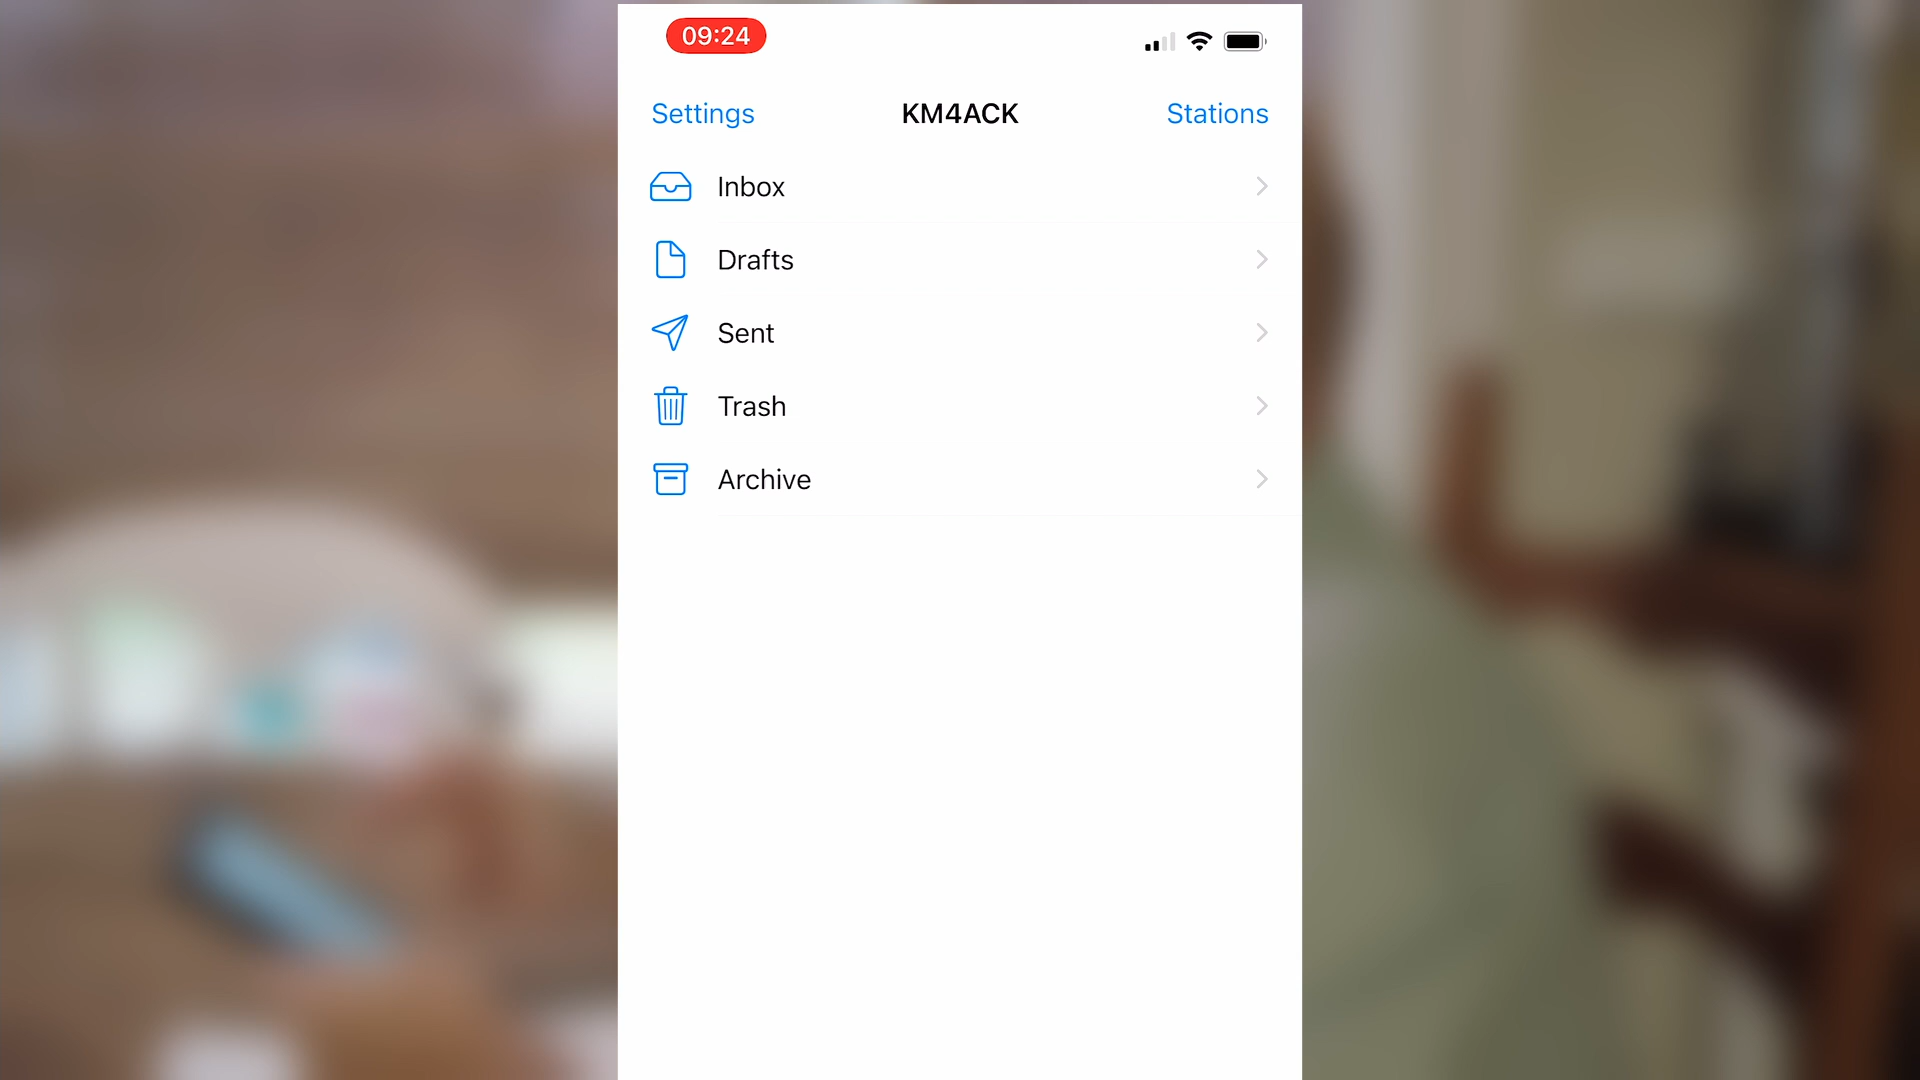 09:24
Settings KM4ACK Stations
Inbox
Drafts
Sent
Trash
Archive